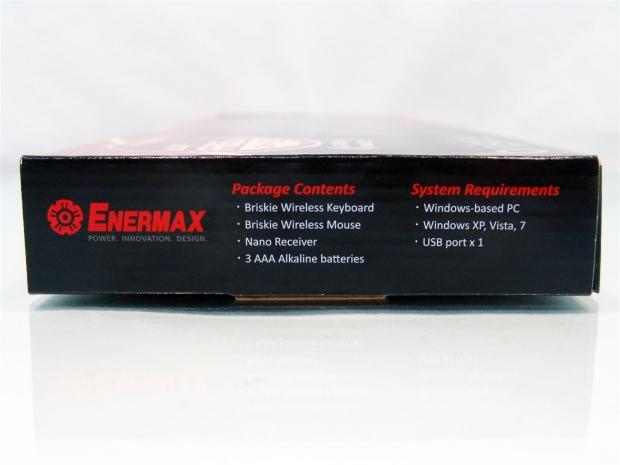 ENERMAX
POWER. INNOVATION. DESIGN.
Package Contents
· Briskie Wireless Keyboard
· Briskie Wireless Mouse
· Nano Receiver
· 3 AAA Alkaline batteries
System Requirements
· Windows-based PC
· Windows XP, Vista, 7
· USB port x 1